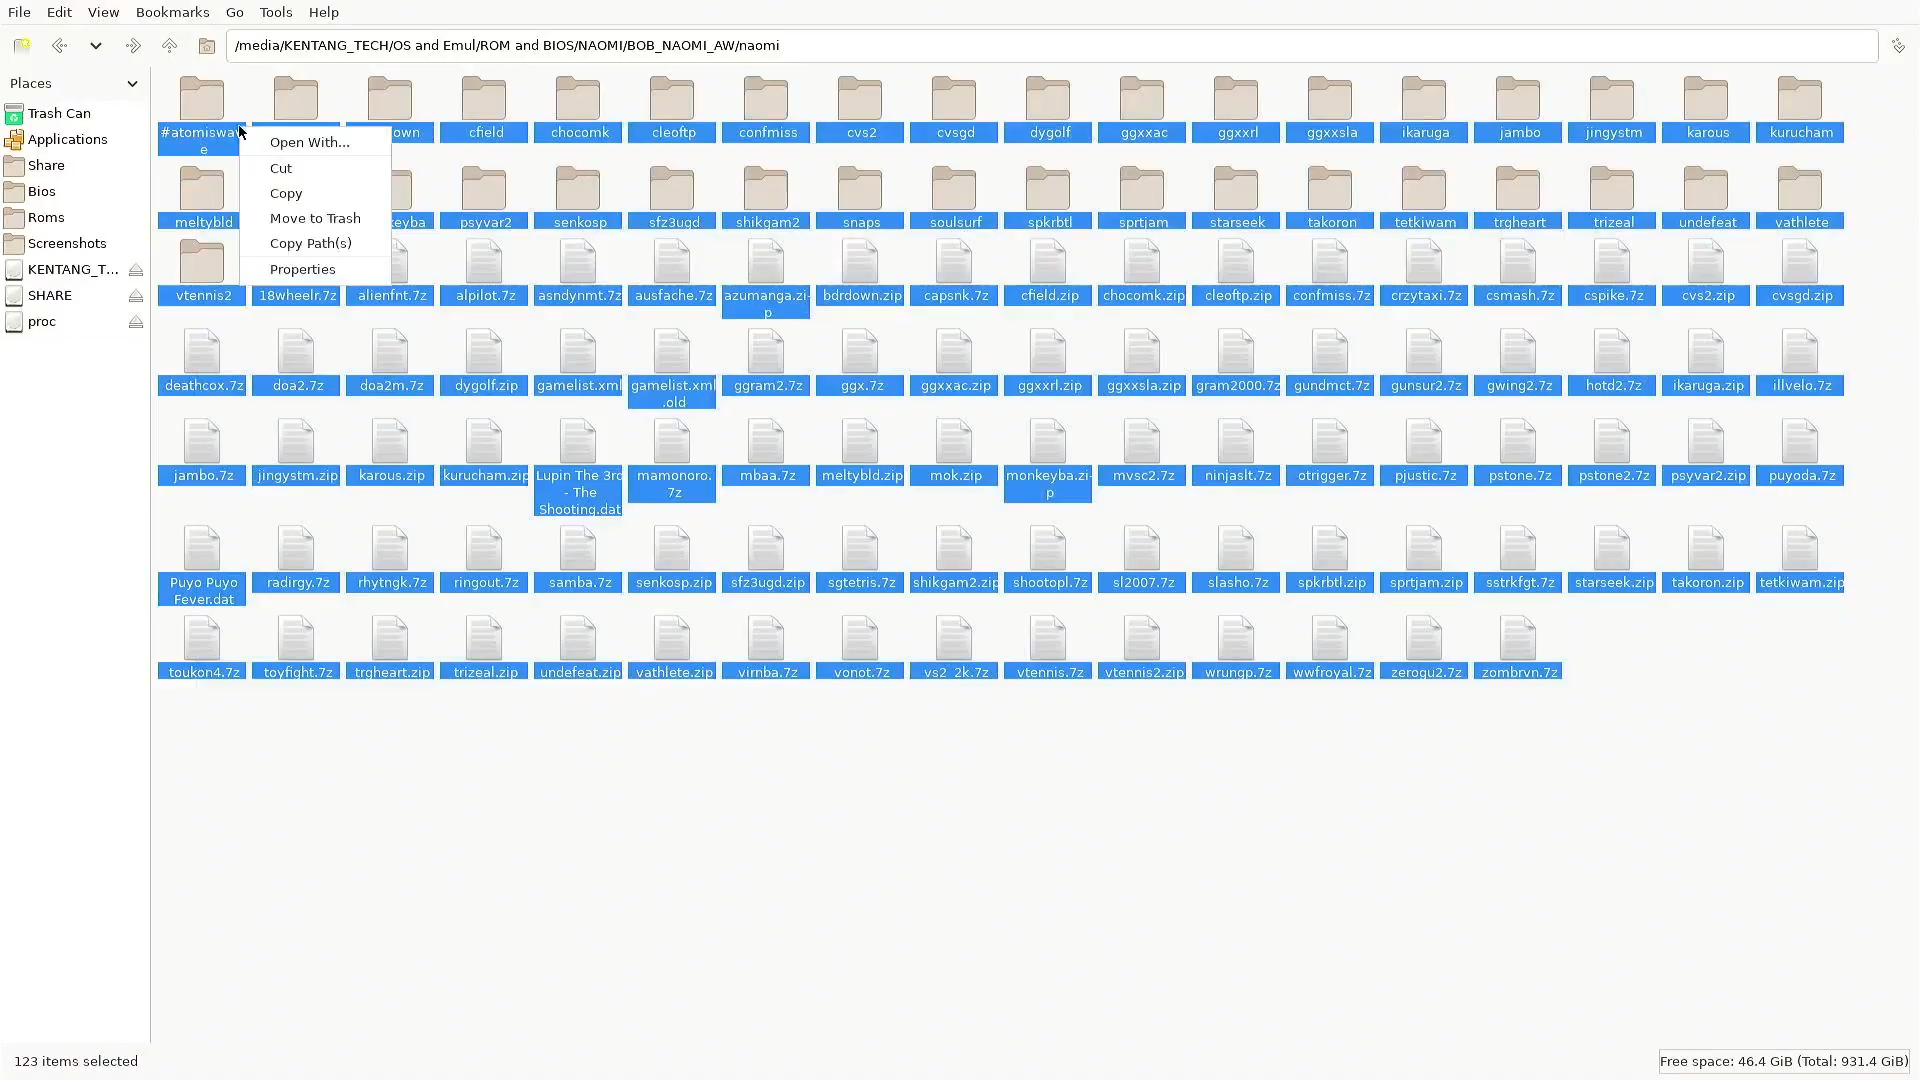 File Edit View Bookmarks Go Tools Help
/media/KENTANG_TECH/OS and Emul/ROM and BIOS/NAOMI/BOB_NAOMI_AW/naomi
Places
Trash Can
Applications
Share
Bios
Roms
Screenshots
KENTANG_T...
SHARE
proc
#atomiswav
e
own cfield chocomk cleoftp confmiss cvs2 cvsgd dygolf ggxxac ggxxrl ggxxsla ikaruga jambo jingystm karous kurucham
Open With...
Cut
Copy
Move to Trash
Copy Path(s)
Properties
meltybld keyba psyvar2 senkosp sfz3ugd shikgam2 snaps soulsurf spkrbtl sprtjam starseek takoron tetkiwam trgheart trizeal undefeat vathlete
vtennis2 18wheelr.7z alienfnt.7z alpilot.7z asndynmt.7z ausfache.7z azumanga.zi- bdrdown.zip capsnk.7z cfield.zip chocomk.zip cleoftp.zip confmiss.7z crzytaxi.7z csmash.7z cspike.7z cvs2.zip cvsgd.zip
p
deathcox.7z doa2.7z doa2m.7z dygolf.zip gamelist.xml gamelist.xml ggram2.7z ggx.7z ggxxac.zip ggxxrl.zip ggxxsla.zip gram2000.7z gundmct.7z gunsur2.7z gwing2.7z hotd2.7z ikaruga.zip illvelo.7z
.old
jambo.7z jingystm.zip karous.zip kurucham.zip Lupin The 3rd mamonoro. mbaa.7z meltybld.zip mok.zip monkeyba.zi- mvsc2.7z ninjaslt.7z otrigger.7z pjustic.7z pstone.7z pstone2.7z psyvar2.zip puyoda.7z
- The 7z p
Shooting.dat
Puyo Puyo radirgy.7z rhytngk.7z ringout.7z samba.7z senkosp.zip sfz3ugd.zip sgtetris.7z shikgam2.zip shootopl.7z sl2007.7z slasho.7z spkrbtl.zip sprtjam.zip sstrkfgt.7z starseek.zip takoron.zip tetkiwam.zip
Fever.dat
toukon4.7z toyfight.7z trgheart.zip trizeal.zip undefeat.zip vathlete.zip virnba.7z vonot.7z vs2_2k.7z vtennis.7z vtennis2.zip wrungp.7z wwfroyal.7z zerogu2.7z zombrvn.7z
123 items selected
Free space: 46.4 GiB (Total: 931.4 GiB)